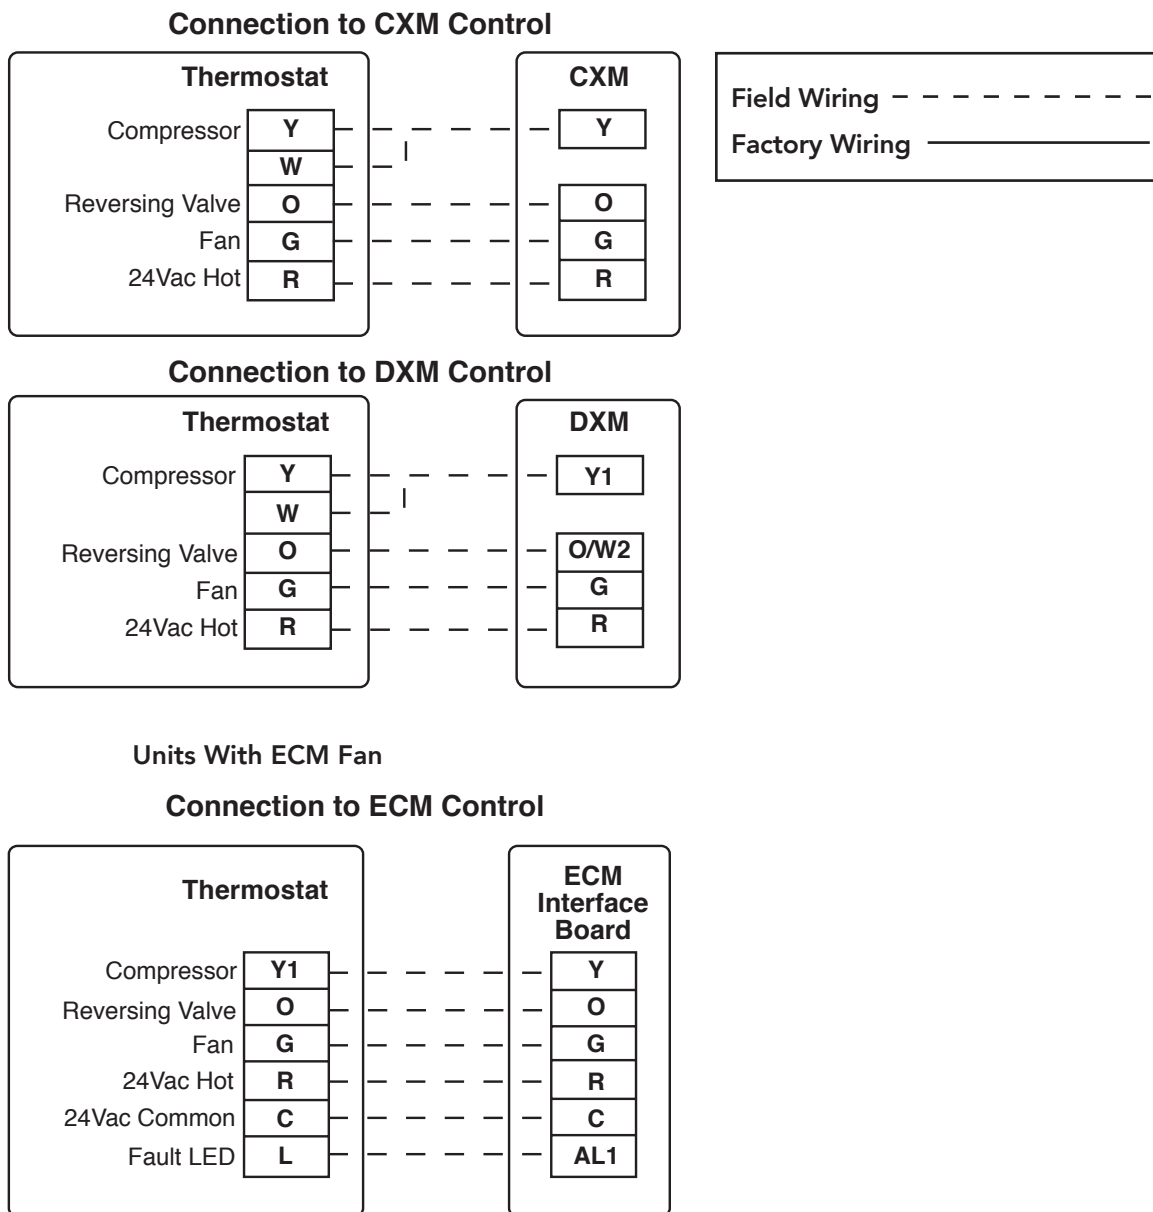 Connection to CXM Control
Thermostat
CXM
Compressor Y Y
W
Reversing Valve O O
Fan G G
24Vac Hot R R
Field Wiring
Factory Wiring
Connection to DXM Control
Thermostat
DXM
Compressor Y Y1
W
Reversing Valve O O/W2
Fan G G
24Vac Hot R R
Units With ECM Fan
Connection to ECM Control
Thermostat
ECM
Interface
Board
Compressor Y1 Y
Reversing Valve O O
Fan G G
24Vac Hot R R
24Vac Common C C
Fault LED L AL1